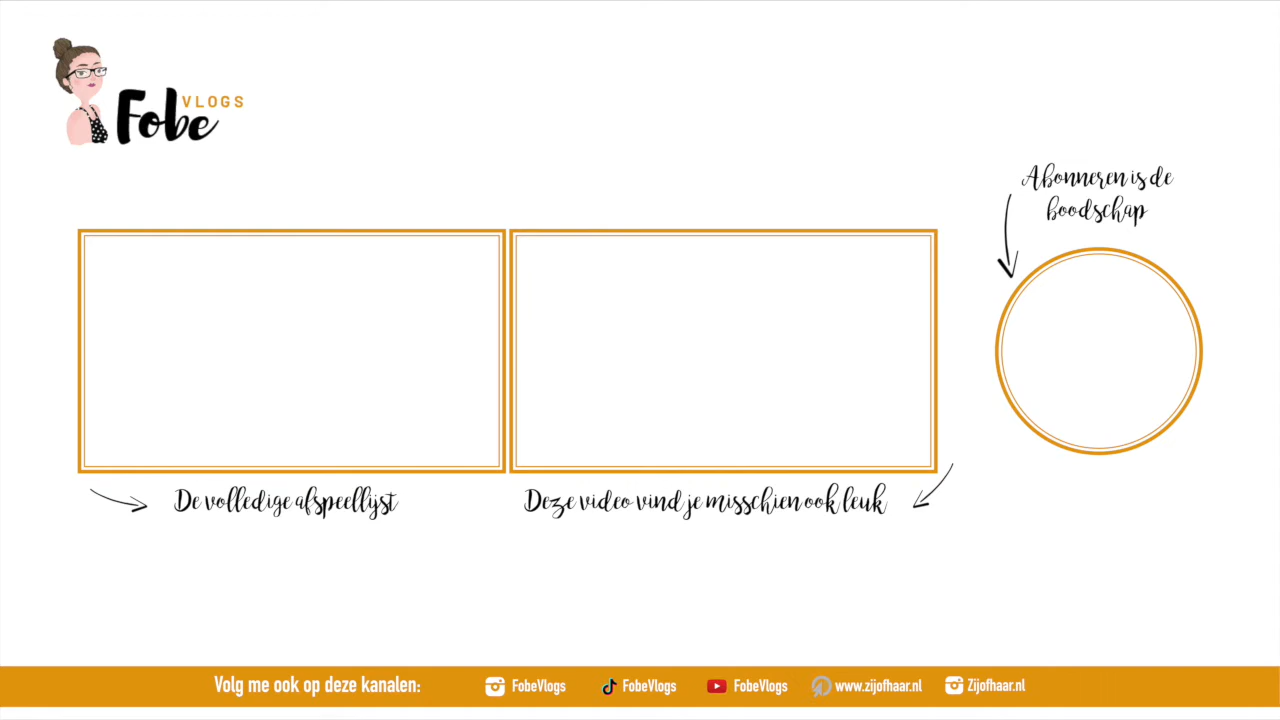 VLOGS
Fobe
Abonneren is de
boodschap
De volledige afspeellijst
Deze video vind je misschien ook leuk
Volg me ook op deze kanalen:
FobeVlogs
FobeVlogs
FobeVlogs
www.zijofhaar.nl
Zijofhaar.nl